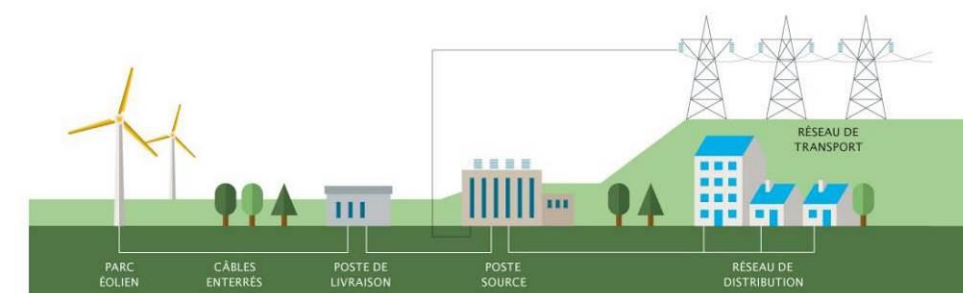 RÉSEAU DE
TRANSPORT
PARC
ÉOLIEN
CÂBLES
ENTERRÉS
POSTE DE
LIVRAISON
POSTE
SOURCE
RÉSEAU DE
DISTRIBUTION